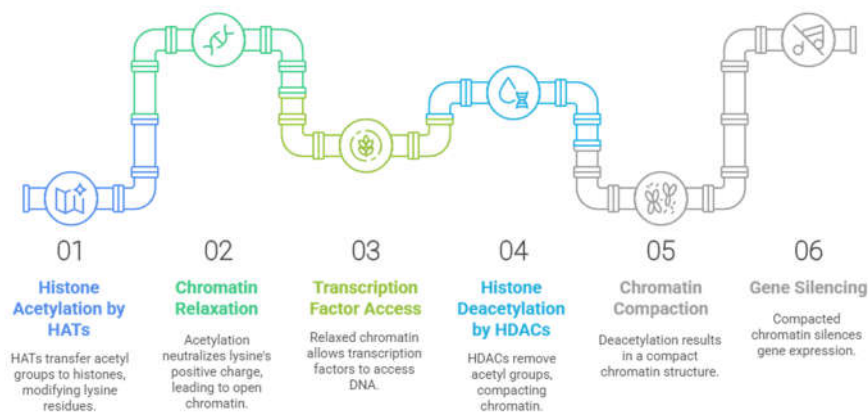 01
Histone
Acetylation by
HATs
HATs transfer acetyl
groups to histones,
modifying lysine
residues.
02
Chromatin
Relaxation
Acetylation
neutralizes lysine's
positive charge,
leading to open
chromatin.
03
Transcription
Factor Access
Relaxed chromatin
allows transcription
factors to access
DNA.
04
Histone
Deacetylation
by HDACs
HDACs remove
acetyl groups,
compacting
chromatin.
05
Chromatin
Compaction
Deacetylation results
in a compact
chromatin structure.
06
Gene Silencing
Compacted
chromatin silences
gene expression.